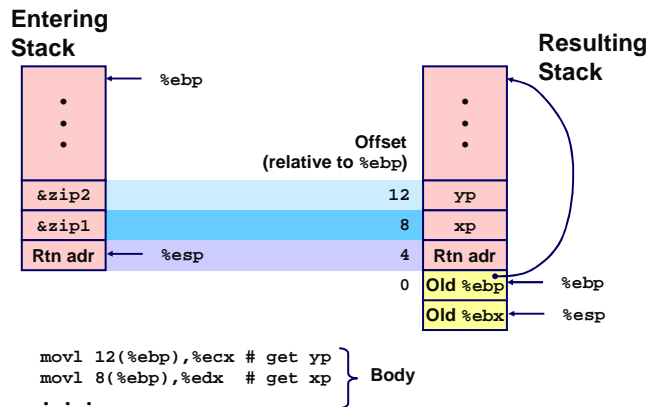 Entering
Stack
Resulting
Stack
%ebp
Offset
(relative to %ebp)
&zip2
12
yp
&zip1
8
xp
Rtn adr
%esp
4
Rtn adr
0
Old %ebp
%ebp
Old %ebx
%esp
movl 12(%ebp),%ecx # get yp
movl 8(%ebp),%edx # get xp
. . .
Body